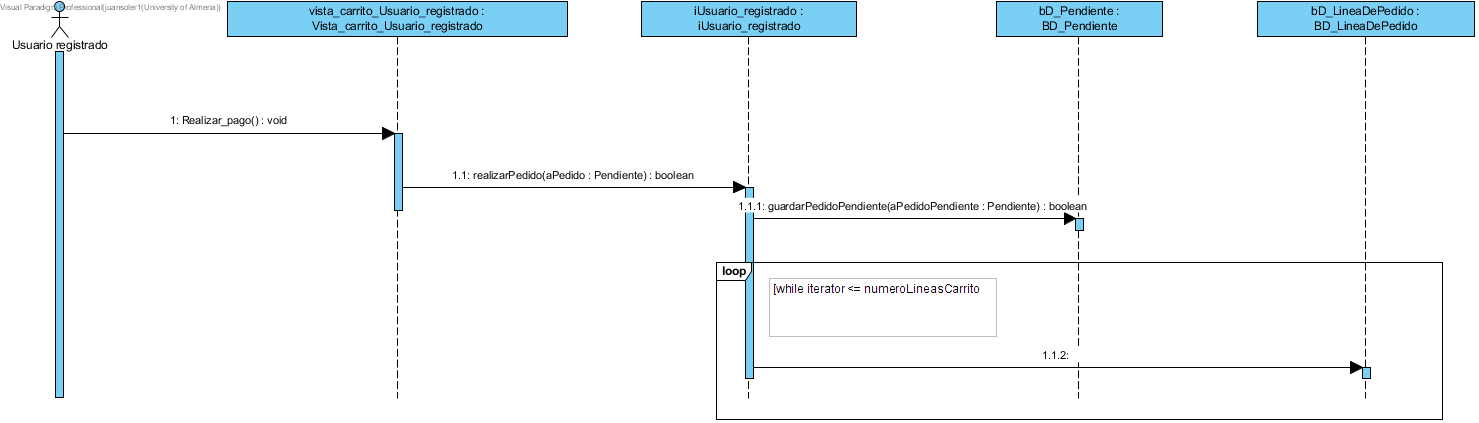 Visual Paradigm Professional(juansoler1(University of Almeria))
Usuario registrado
vista_carrito_Usuario_registrado :
Vista_carrito_Usuario_registrado
iUsuario_registrado :
iUsuario_registrado
bD_Pendiente :
BD_Pendiente
bD_LineaDePedido :
BD_LineaDePedido
1: Realizar_pago() : void
1.1: realizarPedido(aPedido : Pendiente) : boolean
1.1.1: guardarPedidoPendiente(aPedidoPendiente : Pendiente) : boolean
loop
[while iterator <= numeroLineasCarrito
1.1.2: